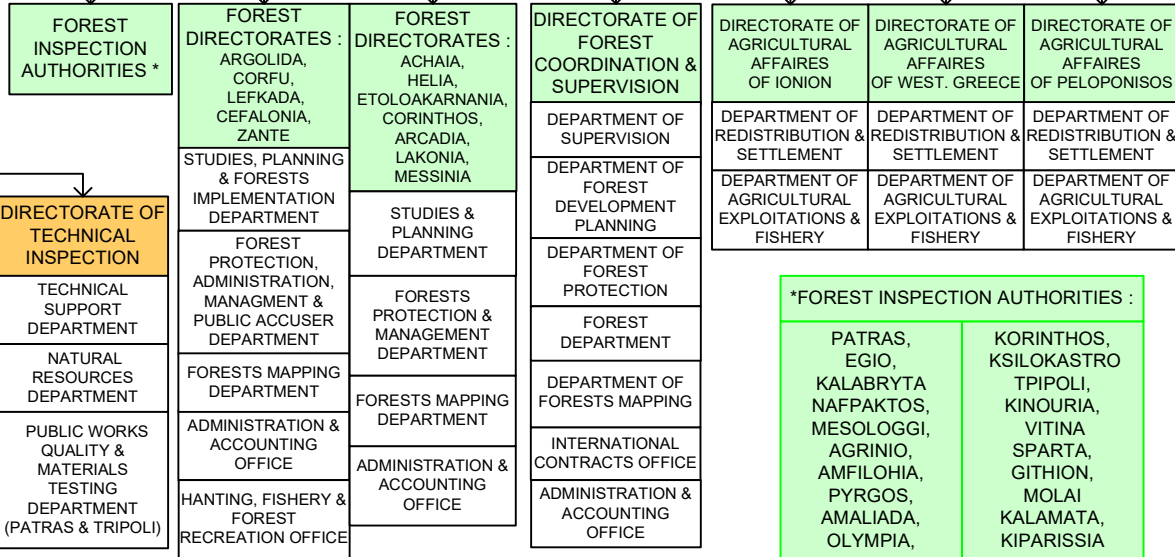 FOREST
INSPECTION
AUTHORITIES *
DIRECTORATE OF
TECHNICAL
INSPECTION
TECHNICAL
SUPPORT
DEPARTMENT
NATURAL
RESOURCES
DEPARTMENT
PUBLIC WORKS
QUALITY &
MATERIALS
TESTING
DEPARTMENT
(PATRAS & TRIPOLI)
FOREST
DIRECTORATES :
ARGOLIDA,
CORFU,
LEFKADA,
CEFALONIA,
ZANTE
STUDIES, PLANNING
& FORESTS
IMPLEMENTATION
DEPARTMENT
FOREST
PROTECTION,
ADMINISTRATION,
MANAGMENT &
PUBLIC ACCUSER
DEPARTMENT
FORESTS MAPPING
DEPARTMENT
ADMINISTRATION &
ACCOUNTING
OFFICE
HANTING, FISHERY &
FOREST
RECREATION OFFICE
FOREST
DIRECTORATES :
ACHAIA,
HELIA,
ETOLOAKARNANIA,
CORINTHOS,
ARCADIA,
LAKONIA,
MESSINIA
STUDIES &
PLANNING
DEPARTMENT
FORESTS
PROTECTION &
MANAGEMENT
DEPARTMENT
FORESTS MAPPING
DEPARTMENT
ADMINISTRATION &
ACCOUNTING
OFFICE
DIRECTORATE OF
FOREST
COORDINATION &
SUPERVISION
DEPARTMENT OF
SUPERVISION
DEPARTMENT OF
FOREST
DEVELOPMENT
PLANNING
DEPARTMENT OF
FOREST
PROTECTION
FOREST
DEPARTMENT
DEPARTMENT OF
FORESTS MAPPING
INTERNATIONAL
CONTRACTS OFFICE
ADMINISTRATION &
ACCOUNTING
OFFICE
DIRECTORATE OF
AGRICULTURAL
AFFAIRES
OF IONION
DEPARTMENT OF
REDISTRIBUTION &
SETTLEMENT
DEPARTMENT OF
AGRICULTURAL
EXPLOITATIONS &
FISHERY
DIRECTORATE OF
AGRICULTURAL
AFFAIRES
OF WEST. GREECE
DEPARTMENT OF
REDISTRIBUTION &
SETTLEMENT
DEPARTMENT OF
AGRICULTURAL
EXPLOITATIONS &
FISHERY
DIRECTORATE OF
AGRICULTURAL
AFFAIRES
OF PELOPONISOS
DEPARTMENT OF
REDISTRIBUTION &
SETTLEMENT
DEPARTMENT OF
AGRICULTURAL
EXPLOITATIONS &
FISHERY
*FOREST INSPECTION AUTHORITIES :
PATRAS,
EGIO,
KALABRYTA
NAFPAKTOS,
MESOLOGGI,
AGRINIO,
AMFILOHIA,
PYRGOS,
AMALIADA,
OLYMPIA,
KORINTHOS,
KSILOKASTRO
TPIPOLI,
KINOURIA,
VITINA
SPARTA,
GITHION,
MOLAI
KALAMATA,
KIPARISSIA